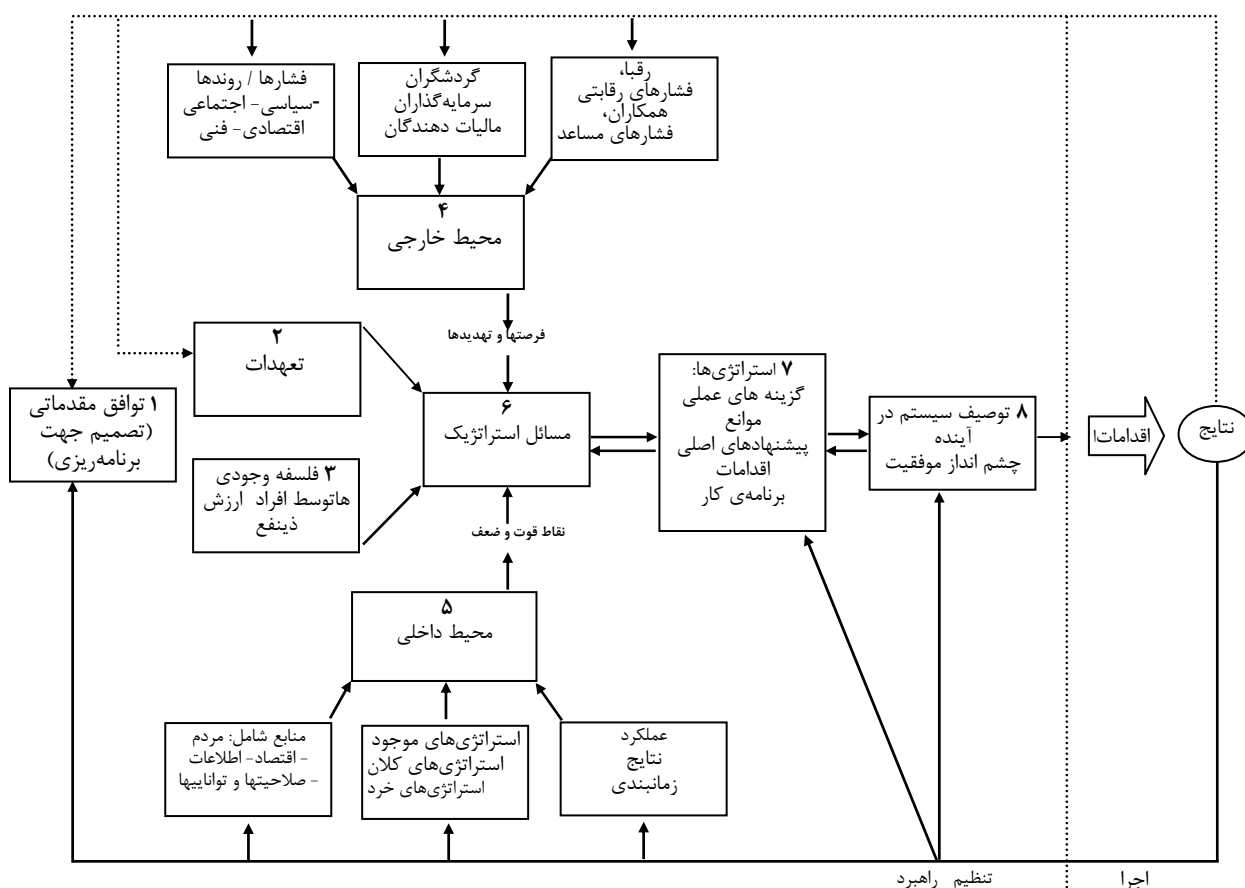 فشارها / روندها
-سیاسی- اجتماعی
اقتصادی- فنی
گردشگران
سرمایه‌گذاران
مالیات دهندگان
رقبا،
فشارهای رقابتی
همکاران،
فشارهای مساعد
۴
محیط خارجی
فرصتها و تهدیدها
۲
تعهدات
۱ توافق مقدماتی
(تصمیم جهت
برنامه‌ریزی)
۳ فلسفه وجودی
هاتوسط افراد ارزش
ذینفع
۶
مسائل استراتژیک
۷ استراتژی‌ها:
گزینه های عملی
موانع
پیشنهادهای اصلی
اقدامات
برنامه‌ی کار
۸ توصیف سیستم در
آینده
چشم انداز موفقیت
اقدامات!
نتایج
نقاط قوت و ضعف
۵
محیط داخلی
منابع شامل: مردم
- اقتصاد- اطلاعات
- صلاحیتها و تواناییها
استراتژی‌های موجود
استراتژی‌های کلان
استراتژی‌های خرد
عملکرد
نتایج
زمانبندی
تنظیم راهبرد
اجرا